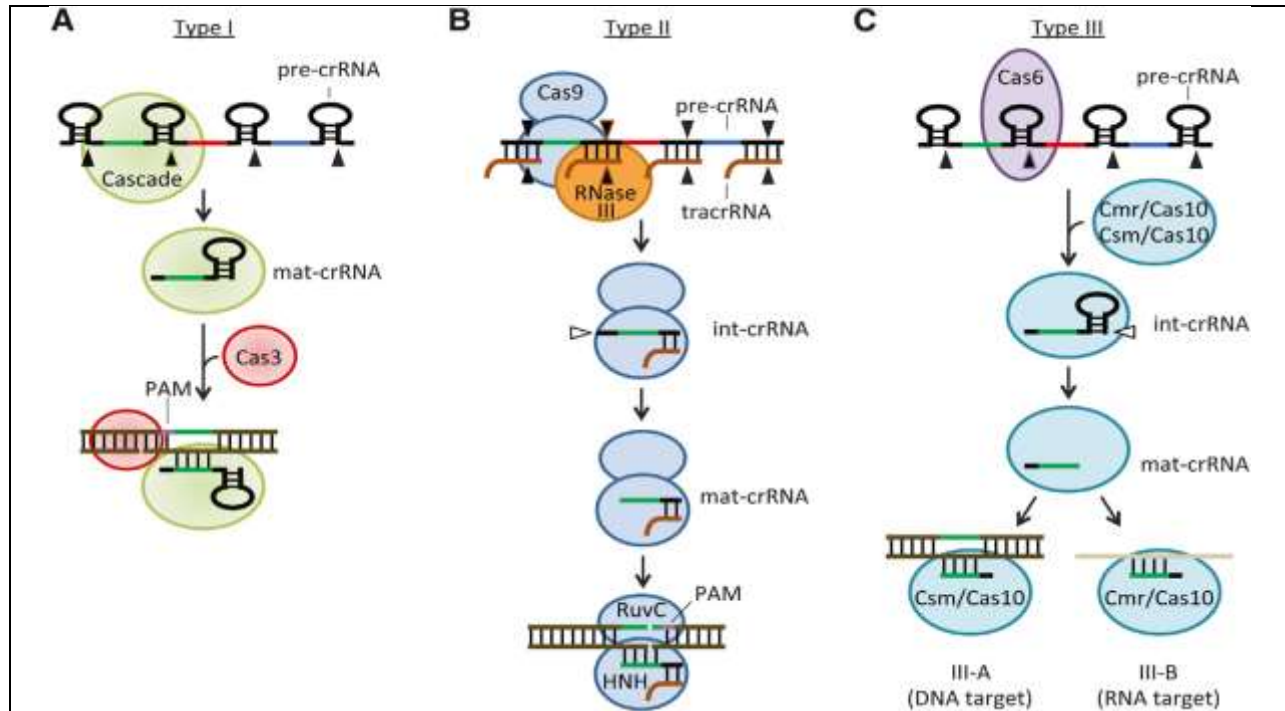 A
Type I
pre-crRNA
Cascade
mat-crRNA
Cas3
PAM
B
Type II
Cas9
pre-crRNA
RNase
III
tracrRNA
int-crRNA
mat-crRNA
RuvC
PAM
HNH
C
Type III
Cas6
pre-crRNA
Cmr/Cas10
Csm/Cas10
int-crRNA
mat-crRNA
Csm/Cas10
Cmr/Cas10
III-A
(DNA target)
III-B
(RNA target)